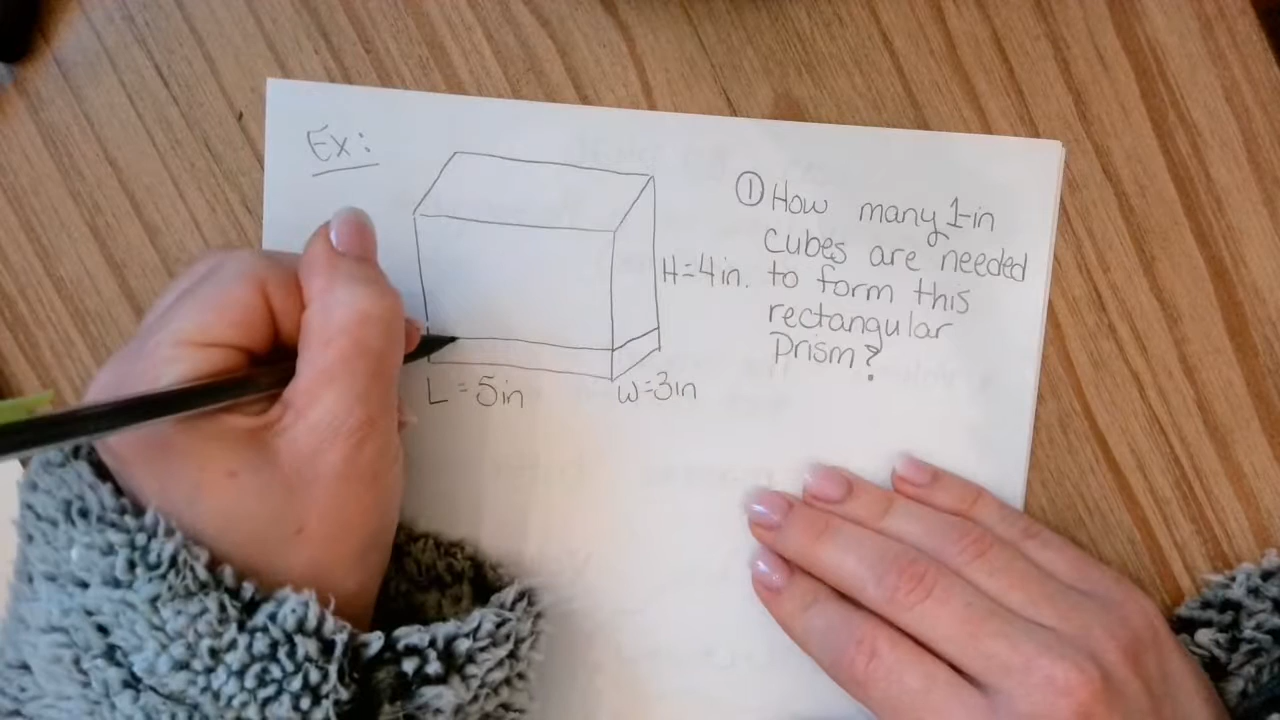 Ex:
① How many 1-in
cubes are needed
to form this
rectangular
Prism?
H=4in.
L=5in
W=3in